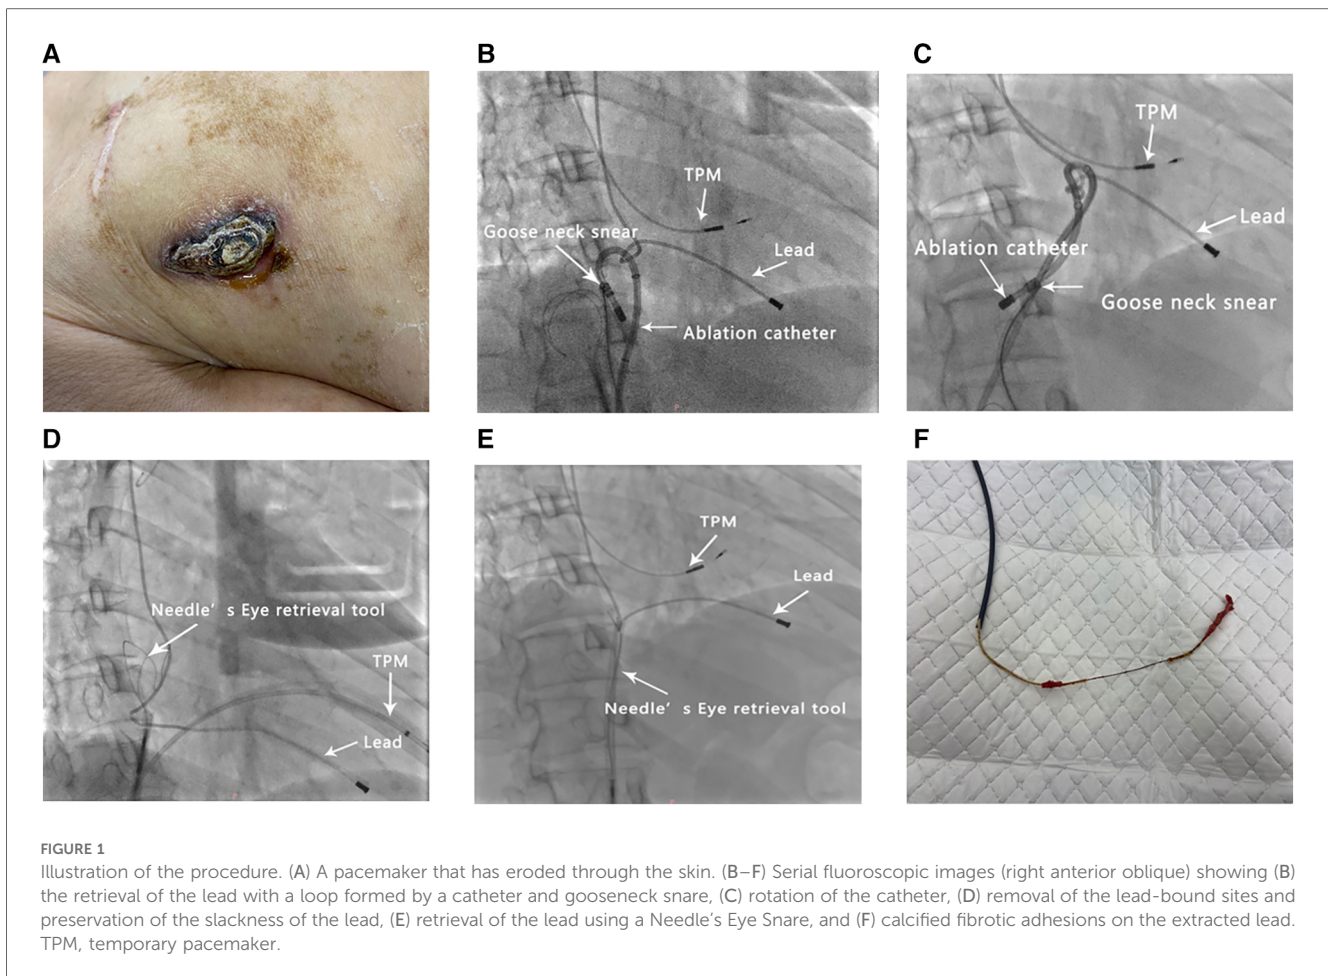 A
B
C
TPM
Goose neck snear
Lead
Ablation catheter
TPM
Lead
Ablation catheter
Goose neck snear
D
E
F
Needle’ s Eye retrieval tool
TPM
Lead
TPM
Lead
Needle’ s Eye retrieval tool
FIGURE 1
Illustration of the procedure. (A) A pacemaker that has eroded through the skin. (B–F) Serial fluoroscopic images (right anterior oblique) showing (B)
the retrieval of the lead with a loop formed by a catheter and gooseneck snare, (C) rotation of the catheter, (D) removal of the lead-bound sites and
preservation of the slackness of the lead, (E) retrieval of the lead using a Needle’s Eye Snare, and (F) calcified fibrotic adhesions on the extracted lead.
TPM, temporary pacemaker.